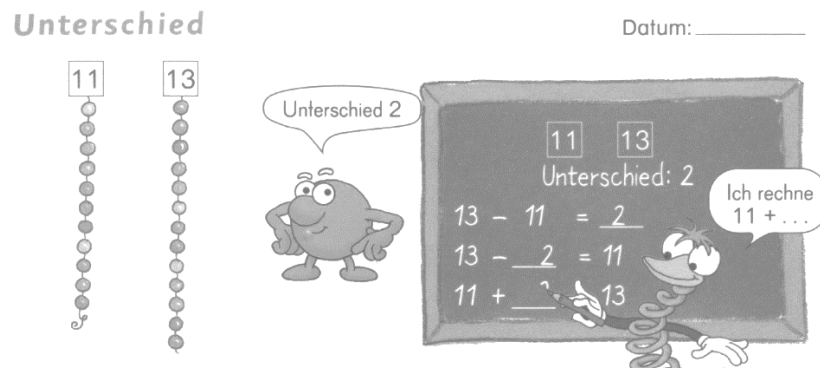 Unterschied
Datum:
11 13
Unterschied 2
11 13
Unterschied: 2
13 - 11 = 2
13 - 2 = 11
11 + 13
Ich rechne
11 + . . .